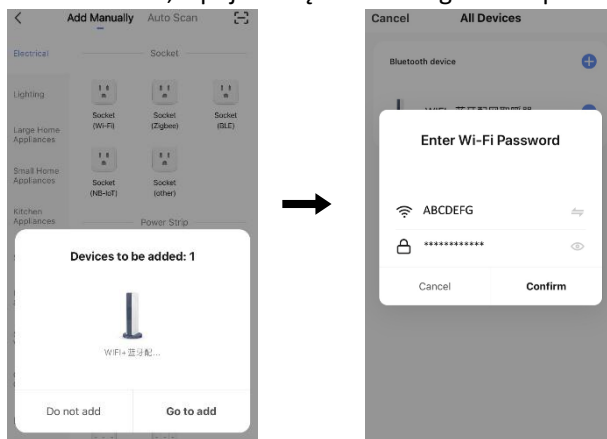 Add Manually Auto Scan
Electrical
Socket
Lighting
Socket
(Wi-Fi)
Socket
(Zigbee)
Socket
(BLE)
Large Home
Appliances
Small Home
Appliances
Socket
(NB-IoT)
Socket
(other)
Kitchen
Appliances
Power Strip
Devices to be added: 1
WIFI+蓝牙配...
Do not add
Go to add
Cancel
All Devices
Bluetooth device
Enter Wi-Fi Password
ABCDEFG
************
Cancel
Confirm